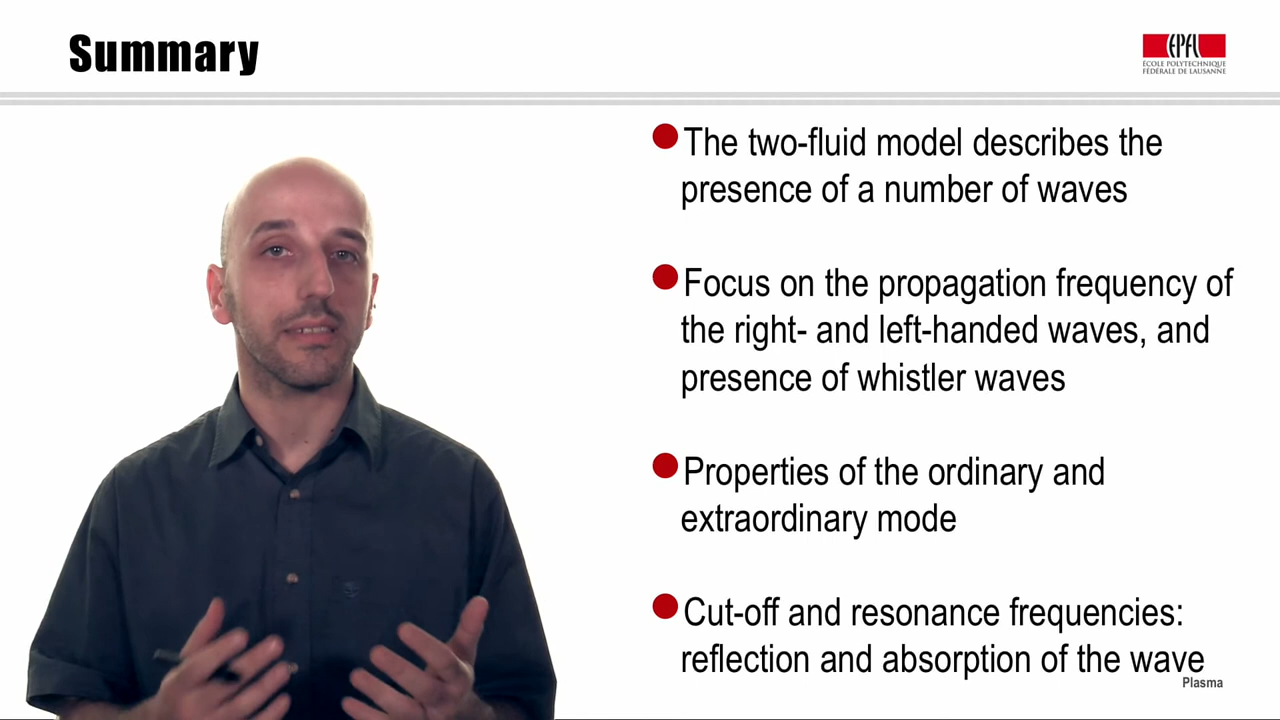 Summary
EPFL
ÉCOLE POLYTECHNIQUE
FÉDÉRALE DE LAUSANNE
The two-fluid model describes the
presence of a number of waves
Focus on the propagation frequency of
the right- and left-handed waves, and
presence of whistler waves
Properties of the ordinary and
extraordinary mode
Cut-off and resonance frequencies:
reflection and absorption of the wave
Plasma